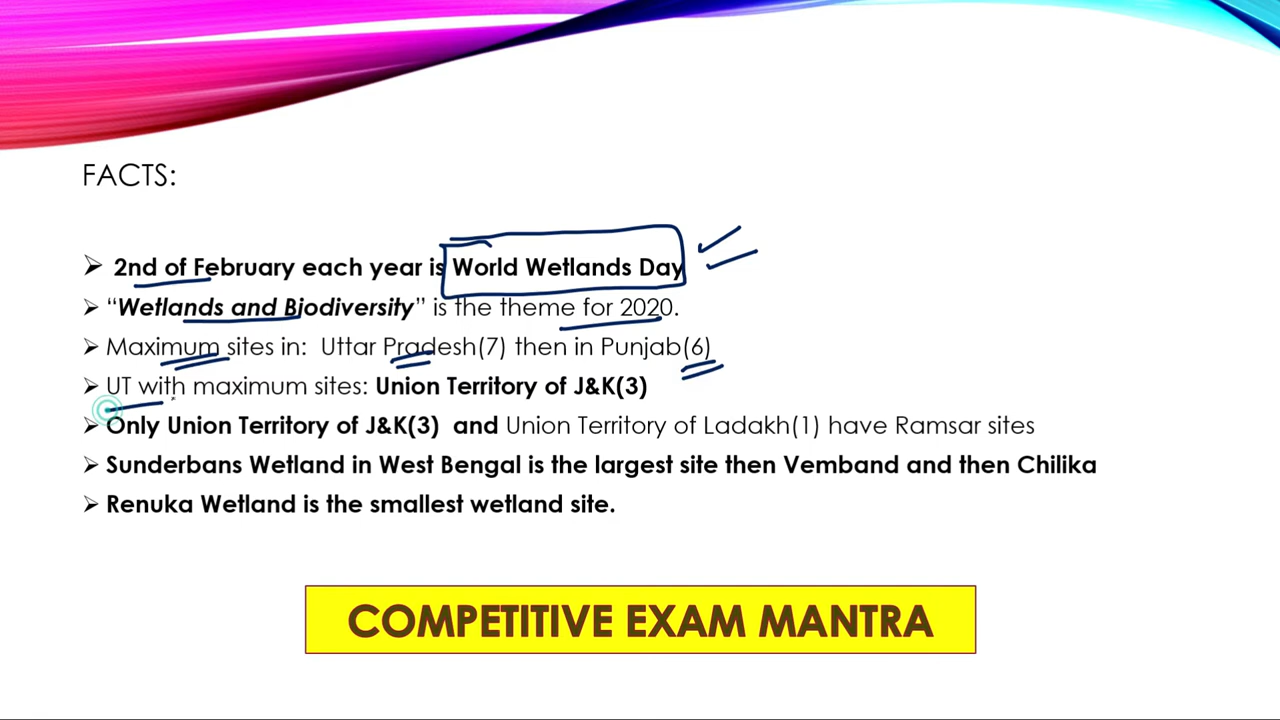 FACTS:
➢ 2nd of February each year is World Wetlands Day
➢ “Wetlands and Biodiversity” is the theme for 2020.
➢ Maximum sites in: Uttar Pradesh(7) then in Punjab(6)
➢ UT with maximum sites: Union Territory of J&K(3)
➢ Only Union Territory of J&K(3) and Union Territory of Ladakh(1) have Ramsar sites
➢ Sunderbans Wetland in West Bengal is the largest site then Vemband and then Chilika
➢ Renuka Wetland is the smallest wetland site.
COMPETITIVE EXAM MANTRA